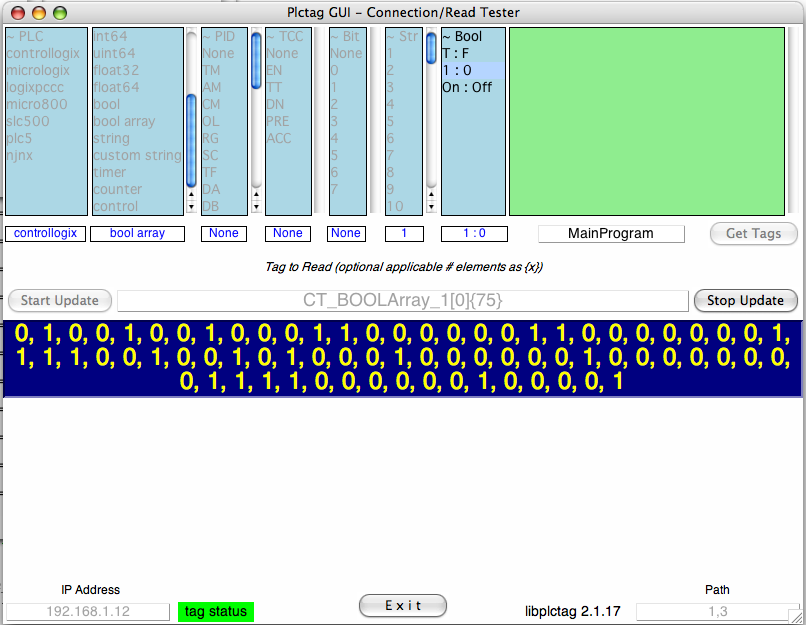 Plctag GUI - Connection/Read Tester
~ PLC
controllogix
micrologix
logixpccc
micro800
slc500
plc5
njnx
int64
uint64
float32
float64
bool
bool array
string
custom string
timer
counter
control
~ PID
None
TM
AM
CM
OL
RG
SC
TF
DA
DB
~ TCC
None
EN
TT
DN
PRE
ACC
~ Bit
None
0
1
2
3
4
5
6
7
~ Str
1
2
3
4
5
6
7
8
9
10
~ Bool
T : F
1 : 0
On : Off
controllogix
bool array
None
None
None
1
1 : 0
MainProgram
Get Tags
Tag to Read (optional applicable # elements as {x})
Start Update
CT_BOOLArray_1[0]{75}
Stop Update
0, 1, 0, 0, 1, 0, 0, 1, 0, 0, 0, 1, 1, 0, 0, 0, 0, 0, 0, 1, 1, 0, 0, 0, 0, 0, 0, 0, 1,
1, 1, 1, 0, 0, 1, 0, 0, 1, 0, 1, 0, 0, 0, 1, 0, 0, 0, 0, 0, 0, 1, 0, 0, 0, 0, 0, 0, 0,
0, 1, 1, 1, 1, 0, 0, 0, 0, 0, 0, 1, 0, 0, 0, 0, 1
IP Address
192.168.1.12
tag status
Exit
libplctag 2.1.17
Path
1,3